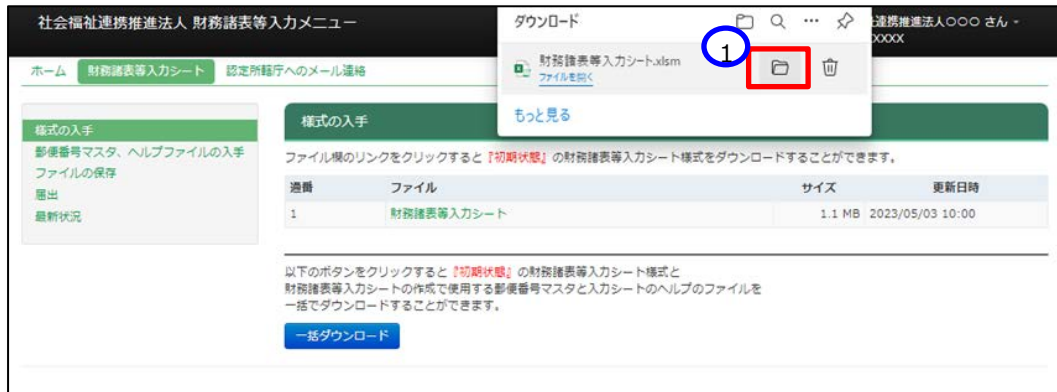 社会福祉連携推進法人 財務諸表等入力メニュー
ダウンロード
祉連携推進法人〇〇〇 さん
XXXX
財務諸表等入力シート.xlsm
ファイルを開く
1
もっと見る
ホーム 財務諸表等入力シート 認定所轄庁へのメール連絡
様式の入手
郵便番号マスタ、ヘルプファイルの入手
ファイルの保存
届出
最新状況
様式の入手
ファイル欄のリンクをクリックすると『初期状態』の財務諸表等入力シート様式をダウンロードすることができます。
通番 ファイル サイズ 更新日時
1 財務諸表等入力シート 1.1 MB 2023/05/03 10:00
以下のボタンをクリックすると『初期状態』の財務諸表等入力シート様式と
財務諸表等入力シートの作成で使用する郵便番号マスタと入力シートのヘルプのファイルを
一括でダウンロードすることができます。
一括ダウンロード